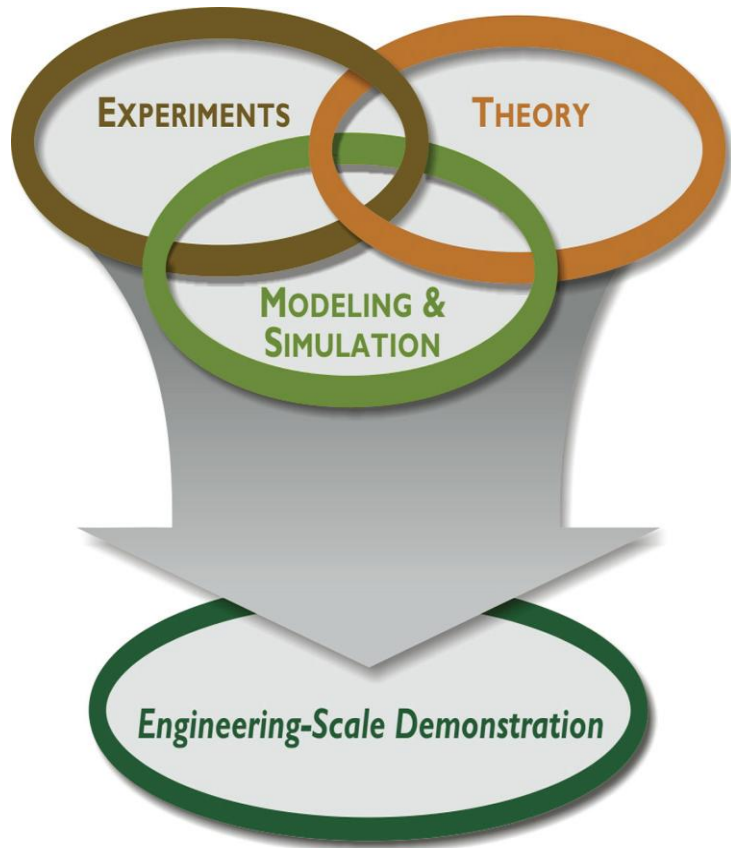 EXPERIMENTS
THEORY
MODELING &
SIMULATION
Engineering-Scale Demonstration